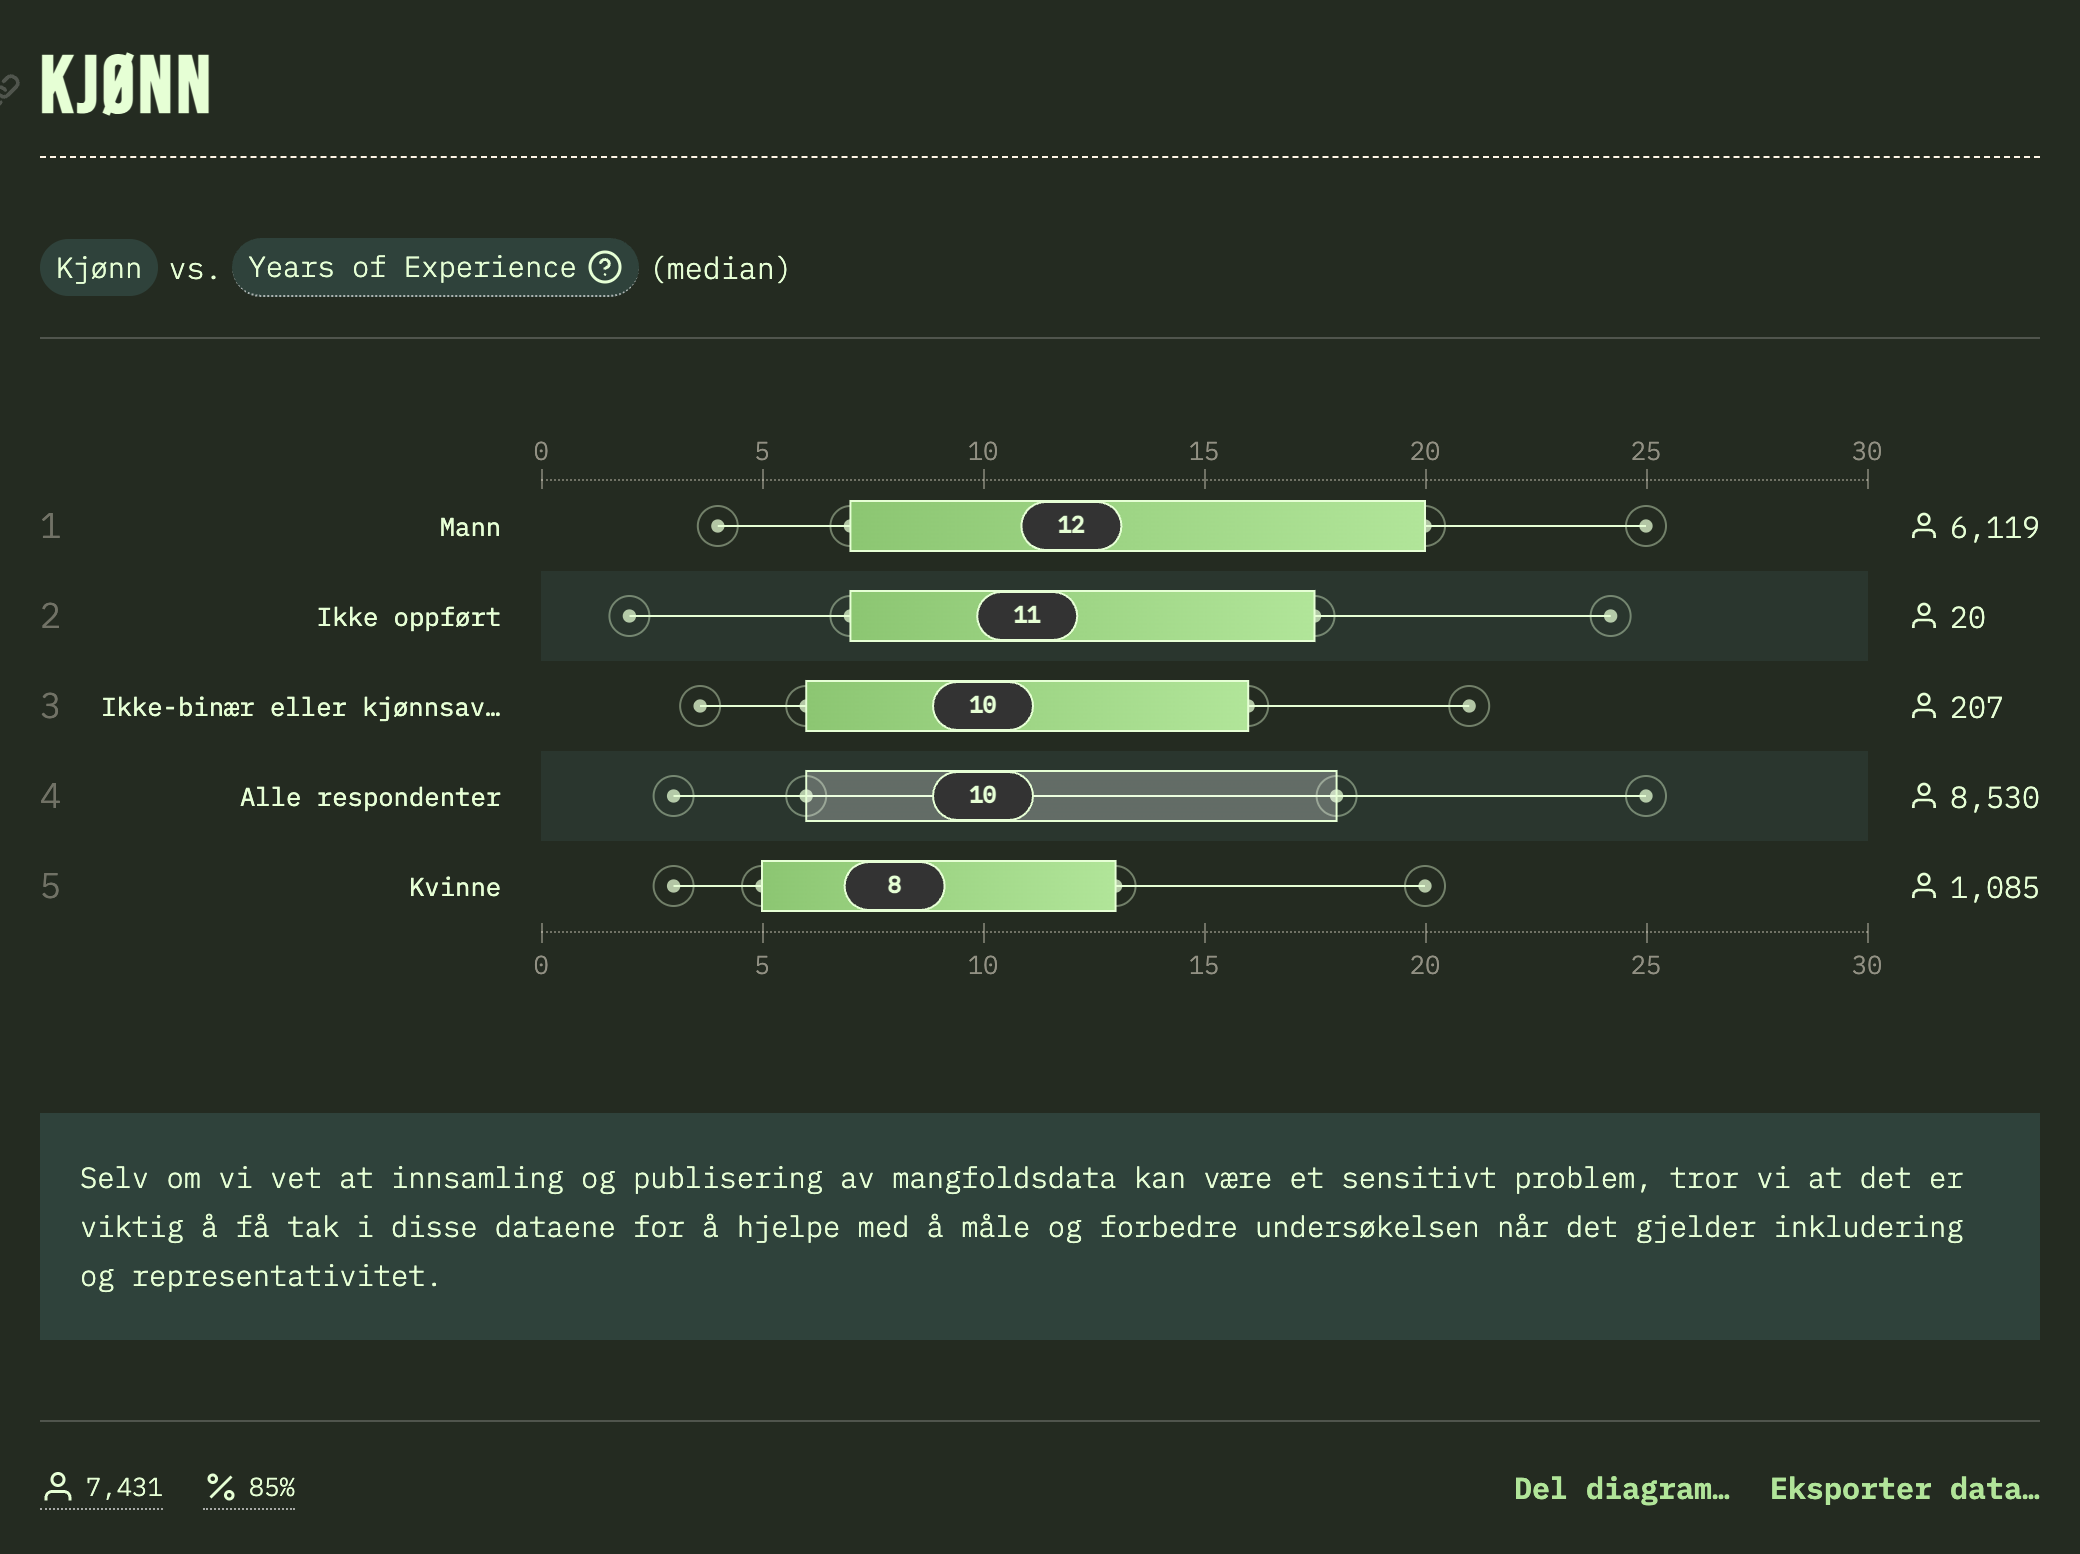 KJØNN
Kjønn vs. Years of Experience (median)
0 5 10 15 20 25 30
1 Mann 12 6,119
2 Ikke oppført 11 20
3 Ikke-binær eller kjønnsav… 10 207
4 Alle respondenter 10 8,530
5 Kvinne 8 1,085
0 5 10 15 20 25 30
Selv om vi vet at innsamling og publisering av mangfoldsdata kan være et sensitivt problem, tror vi at det er
viktig å få tak i disse dataene for å hjelpe med å måle og forbedre undersøkelsen når det gjelder inkludering
og representativitet.
7,431 85% Del diagram… Eksporter data…